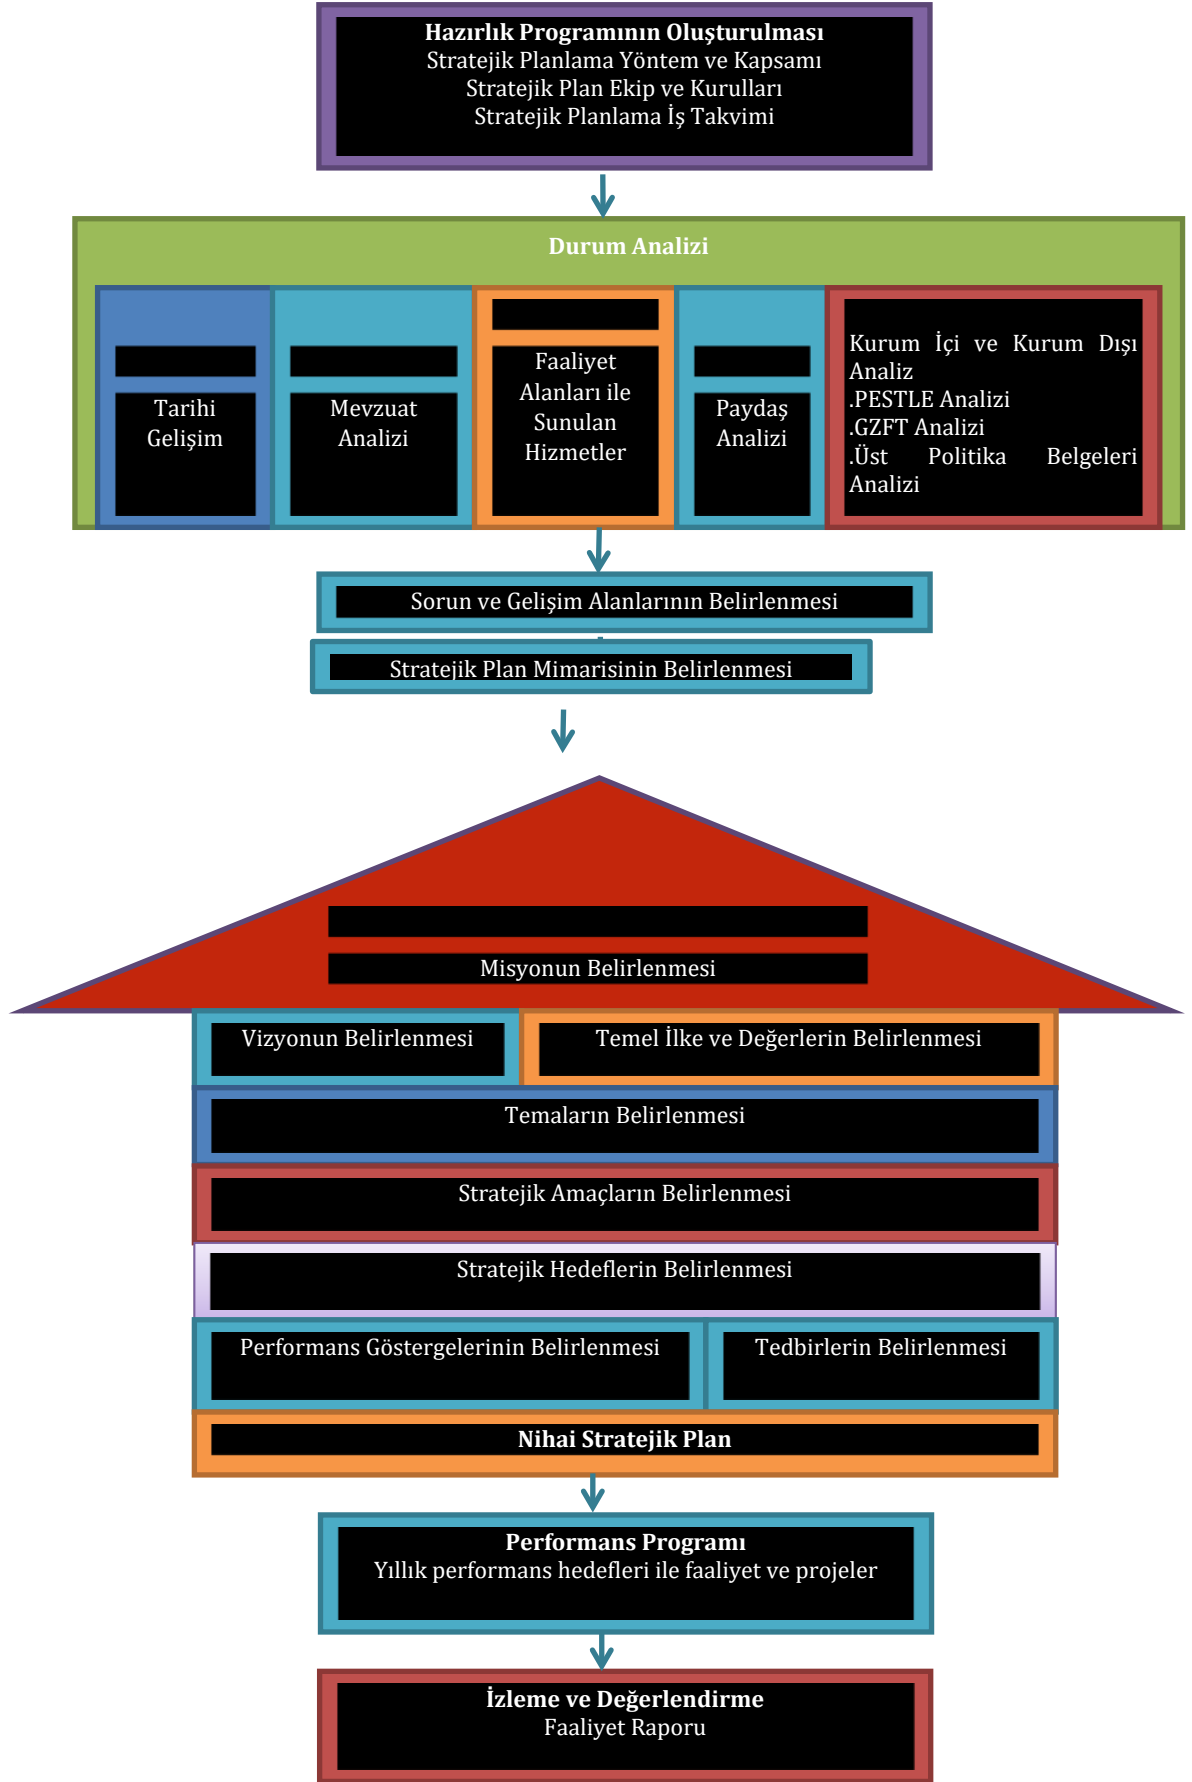 Hazırlık Programının Oluşturulması
Stratejik Planlama Yöntem ve Kapsamı
Stratejik Plan Ekip ve Kurulları
Stratejik Planlama İş Takvimi
Durum Analizi
Tarihi
Gelişim
Mevzuat
Analizi
Faaliyet
Alanları ile
Sunulan
Hizmetler
Paydaş
Analizi
Kurum İçi ve Kurum Dışı
Analiz
.PESTLE Analizi
.GZFT Analizi
.Üst Politika Belgeleri
Analizi
Sorun ve Gelişim Alanlarının Belirlenmesi
Stratejik Plan Mimarisinin Belirlenmesi
Misyonun Belirlenmesi
Vizyonun Belirlenmesi
Temel İlke ve Değerlerin Belirlenmesi
Temaların Belirlenmesi
Stratejik Amaçların Belirlenmesi
Stratejik Hedeflerin Belirlenmesi
Performans Göstergelerinin Belirlenmesi
Tedbirlerin Belirlenmesi
Nihai Stratejik Plan
Performans Programı
Yıllık performans hedefleri ile faaliyet ve projeler
İzleme ve Değerlendirme
Faaliyet Raporu